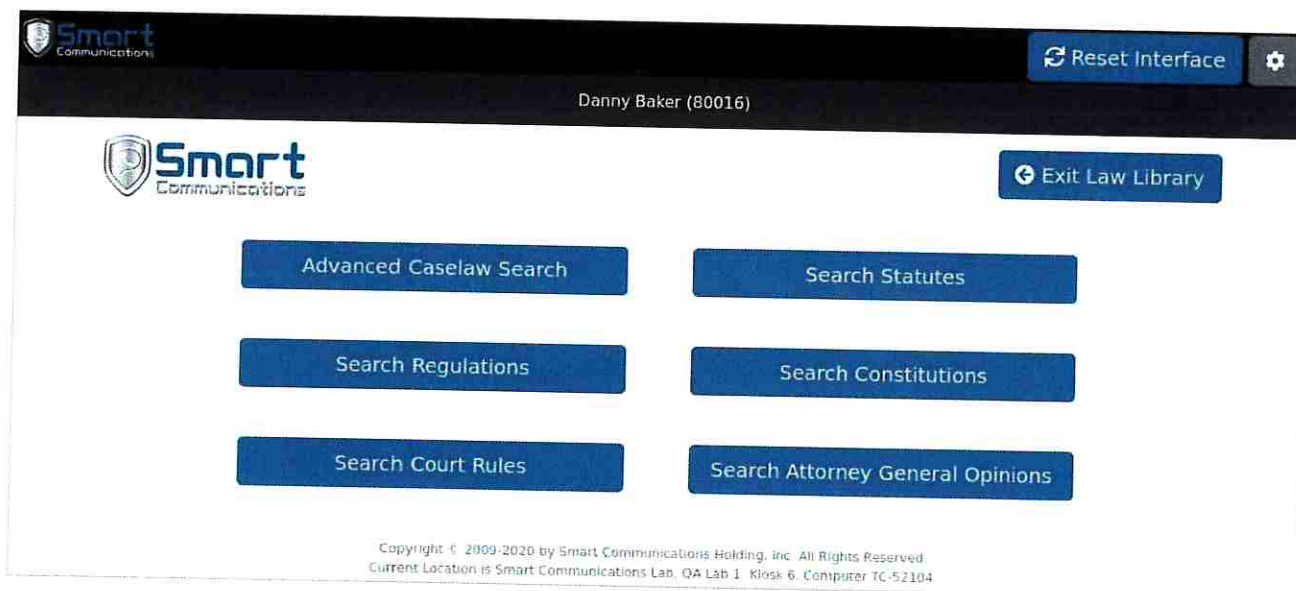 Smart
Communications
Reset Interface
Danny Baker (80016)
Smart
Communications
Exit Law Library
Advanced Caselaw Search
Search Statutes
Search Regulations
Search Constitutions
Search Court Rules
Search Attorney General Opinions
Copyright © 2009-2020 by Smart Communications Holding, Inc. All Rights Reserved.
Current Location is Smart Communications Lab, QA Lab 1, Kiosk 6, Computer TC-52104